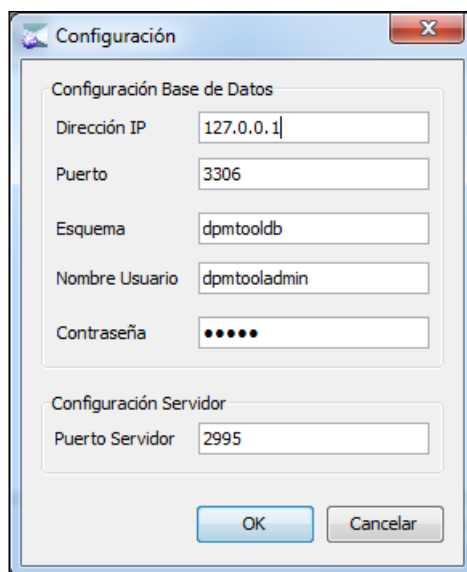 Configuración
Configuración Base de Datos
Dirección IP 127.0.0.1
Puerto 3306
Esquema dpmtooldb
Nombre Usuario dpmtooladmin
Contraseña •••••
Configuración Servidor
Puerto Servidor 2995
OK Cancelar